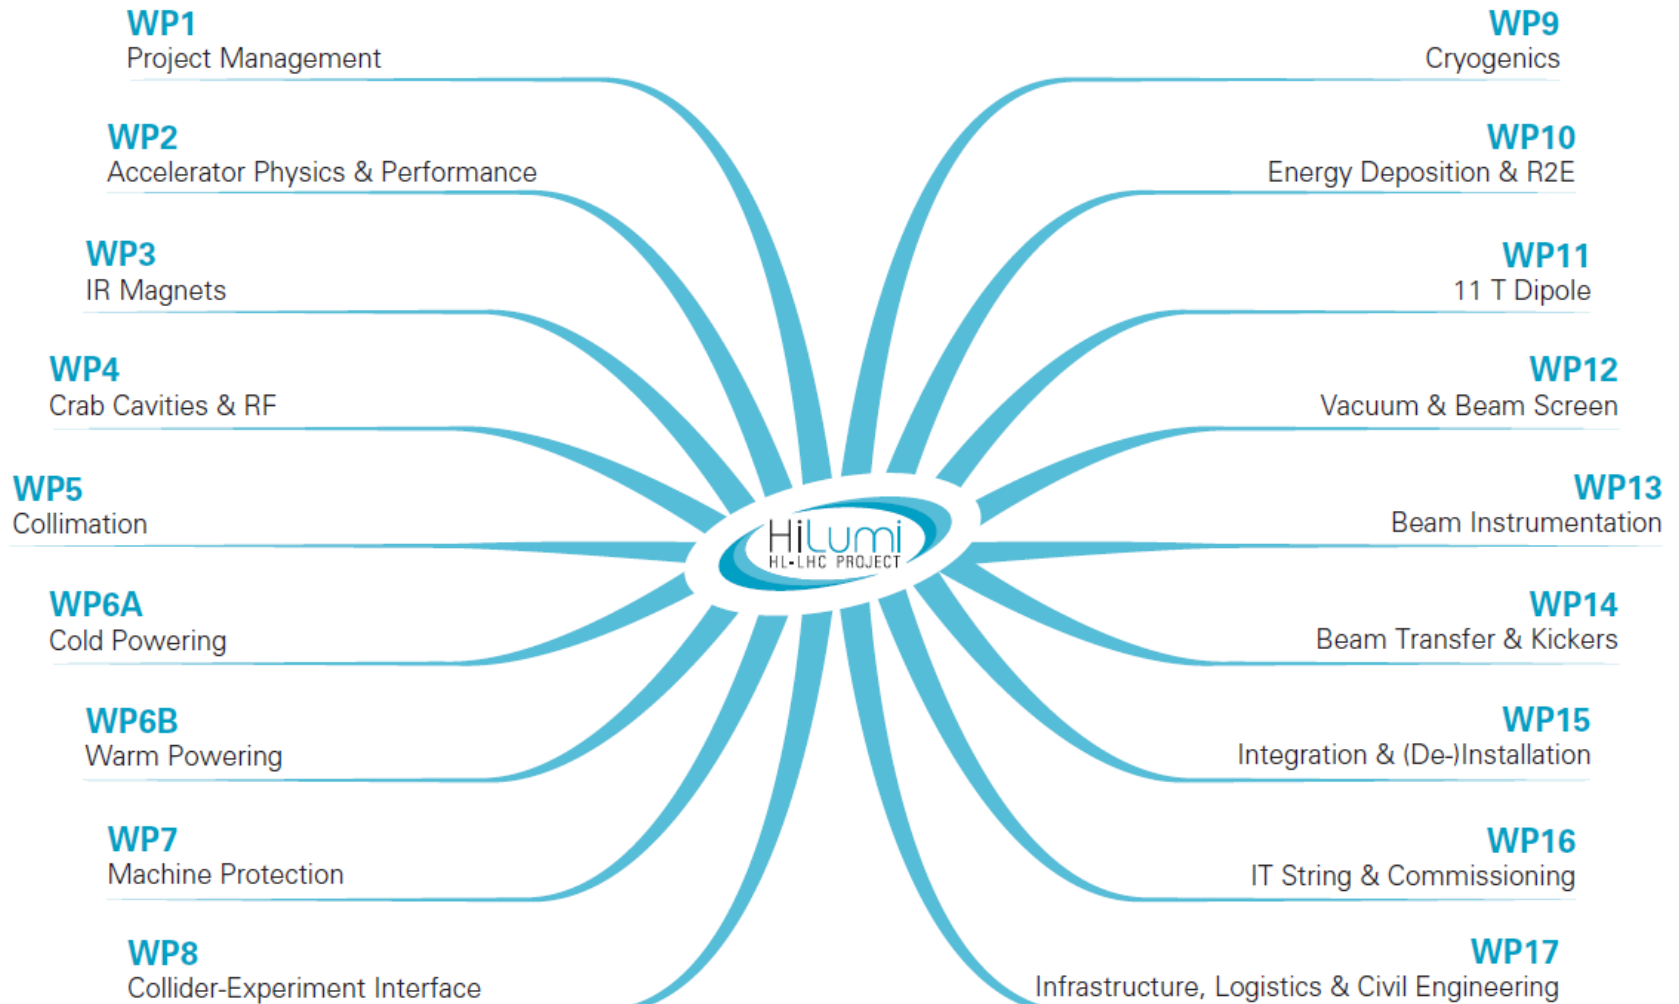 WP1
Project Management
WP2
Accelerator Physics & Performance
WP3
IR Magnets
WP4
Crab Cavities & RF
WP5
Collimation
WP6A
Cold Powering
WP6B
Warm Powering
WP7
Machine Protection
WP8
Collider-Experiment Interface
HiLumi
HL-LHC PROJECT
WP9
Cryogenics
WP10
Energy Deposition & R2E
WP11
11 T Dipole
WP12
Vacuum & Beam Screen
WP13
Beam Instrumentation
WP14
Beam Transfer & Kickers
WP15
Integration & (De-)Installation
WP16
IT String & Commissioning
WP17
Infrastructure, Logistics & Civil Engineering